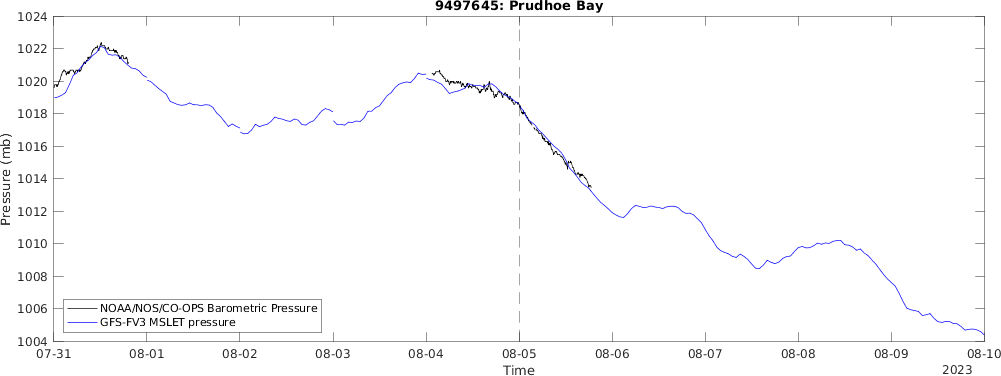 9497645: Prudhoe Bay
1024
1022
1020
1018
1016
1014
1012
1010
1008
1006
1004
Pressure (mb)
NOAA/NOS/CO-OPS Barometric Pressure
GFS-FV3 MSLET pressure
07-31 08-01 08-02 08-03 08-04 08-05 08-06 08-07 08-08 08-09 08-10
Time
2023